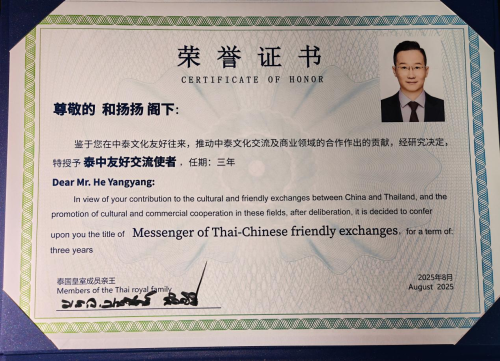 荣誉证书
CERTIFICATE OF HONOR
尊敬的 和扬扬 阁下：
鉴于您在中泰文化友好往来，推动中泰文化交流及商业领域的合作作出的贡献，经研究决定，
特授予 泰中友好交流使者 ．任期：三年
Dear Mr. He Yangyang:
In view of your contribution to the cultural and friendly exchanges between China and Thailand, and the
promotion of cultural and commercial cooperation in these fields, after deliberation, it is decided to confer
upon you the title of Messenger of Thai-Chinese friendly exchanges. for a term of:
three years
泰国皇室成员亲王
Members of the Thai royal family
2025年8月
August 2025